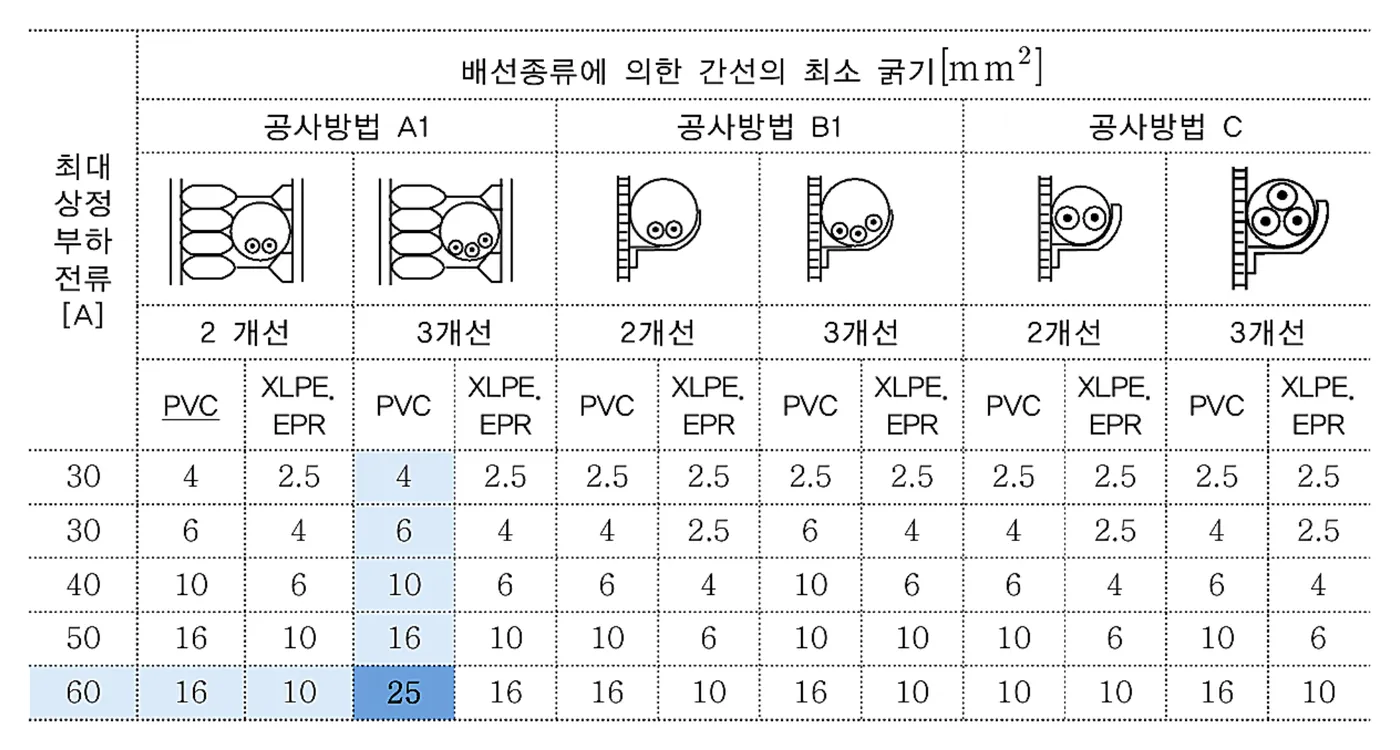 배선종류에 의한 간선의 최소 굵기[mm²]
공사방법 A1 공사방법 B1 공사방법 C
최대
상정
부하
전류
[A]
2 개선 3개선 2개선 3개선 2개선 3개선
PVC XLPE. EPR PVC XLPE. EPR PVC XLPE. EPR PVC XLPE. EPR PVC XLPE. EPR PVC XLPE. EPR
30 4 2.5 4 2.5 2.5 2.5 2.5 2.5 2.5 2.5 2.5 2.5
30 6 4 6 4 4 2.5 6 4 4 2.5 4 2.5
40 10 6 10 6 6 4 10 6 6 4 6 4
50 16 10 16 10 10 6 10 10 10 6 10 6
60 16 10 25 16 16 10 16 10 10 10 16 10